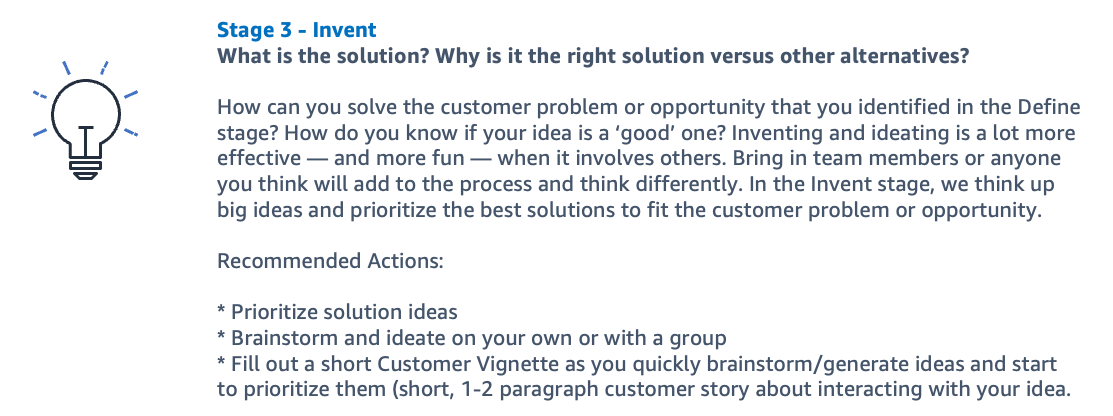 Stage 3 - Invent
What is the solution? Why is it the right solution versus other alternatives?
How can you solve the customer problem or opportunity that you identified in the Define
stage? How do you know if your idea is a ‘good’ one? Inventing and ideating is a lot more
effective — and more fun — when it involves others. Bring in team members or anyone
you think will add to the process and think differently. In the Invent stage, we think up
big ideas and prioritize the best solutions to fit the customer problem or opportunity.
Recommended Actions:
* Prioritize solution ideas
* Brainstorm and ideate on your own or with a group
* Fill out a short Customer Vignette as you quickly brainstorm/generate ideas and start
to prioritize them (short, 1-2 paragraph customer story about interacting with your idea.